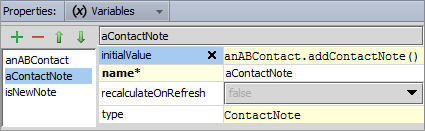 Properties: (x) Variables
aContactNote
anABContact
aContactNote
isNewNote
initialValue anABContact.addContactNote()
name* aContactNote
recalculateOnRefresh false
type ContactNote